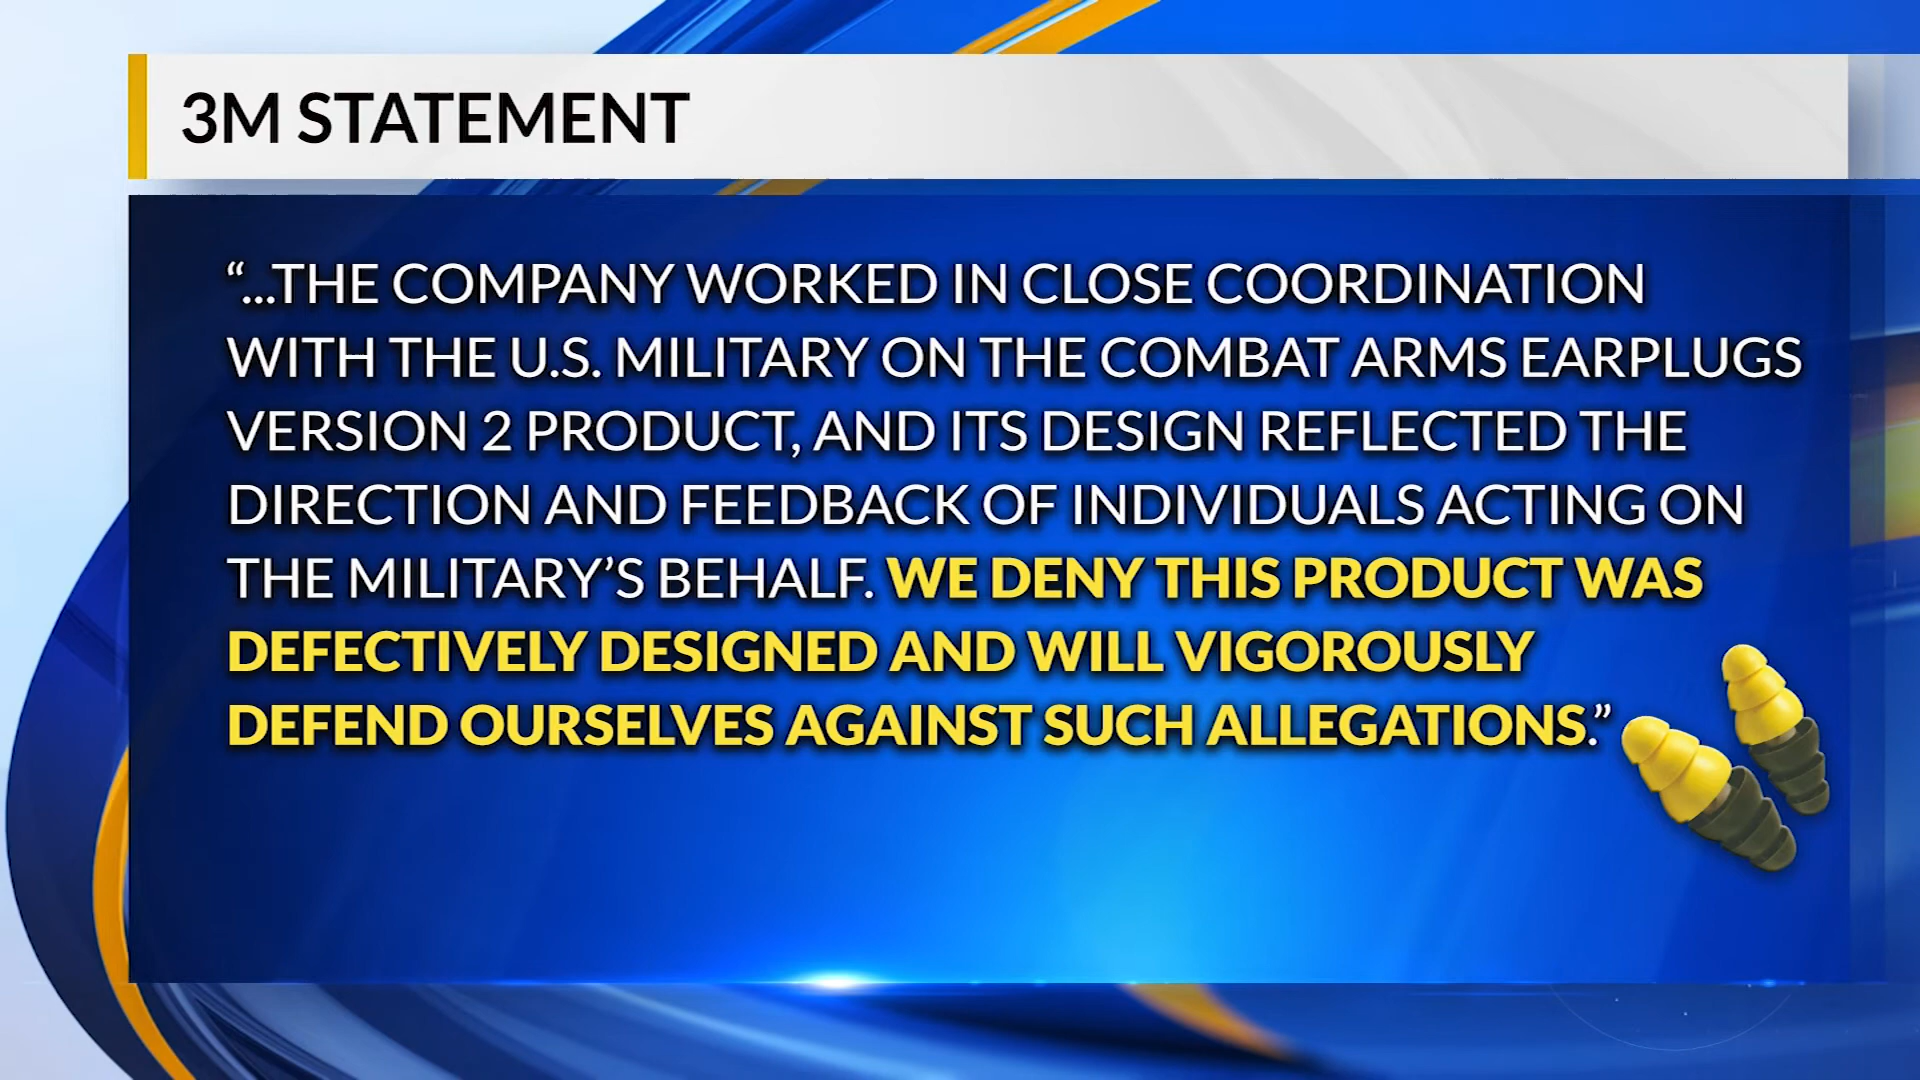 3M STATEMENT
“...THE COMPANY WORKED IN CLOSE COORDINATION
WITH THE U.S. MILITARY ON THE COMBAT ARMS EARPLUGS
VERSION 2 PRODUCT, AND ITS DESIGN REFLECTED THE
DIRECTION AND FEEDBACK OF INDIVIDUALS ACTING ON
THE MILITARY’S BEHALF. WE DENY THIS PRODUCT WAS
DEFECTIVELY DESIGNED AND WILL VIGOROUSLY
DEFEND OURSELVES AGAINST SUCH ALLEGATIONS.”